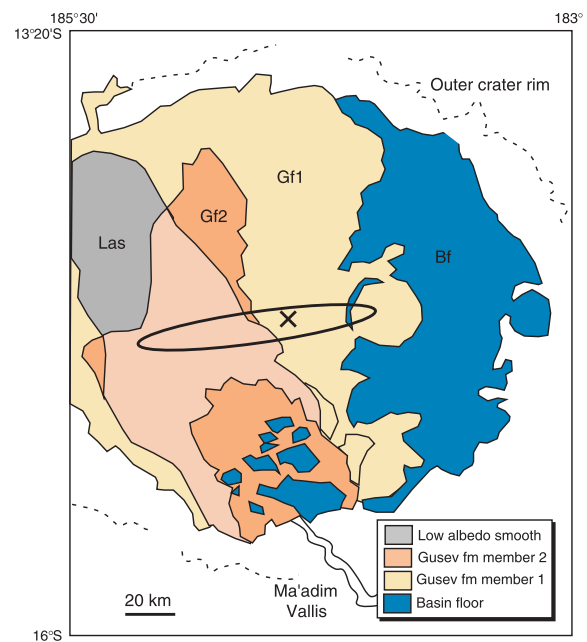 185°30'
183°
13°20'S
Outer crater rim
Gf1
Gf2
Las
Bf
Low albedo smooth
Gusev fm member 2
Gusev fm member 1
Basin floor
Ma'adim
Vallis
20 km
16°S